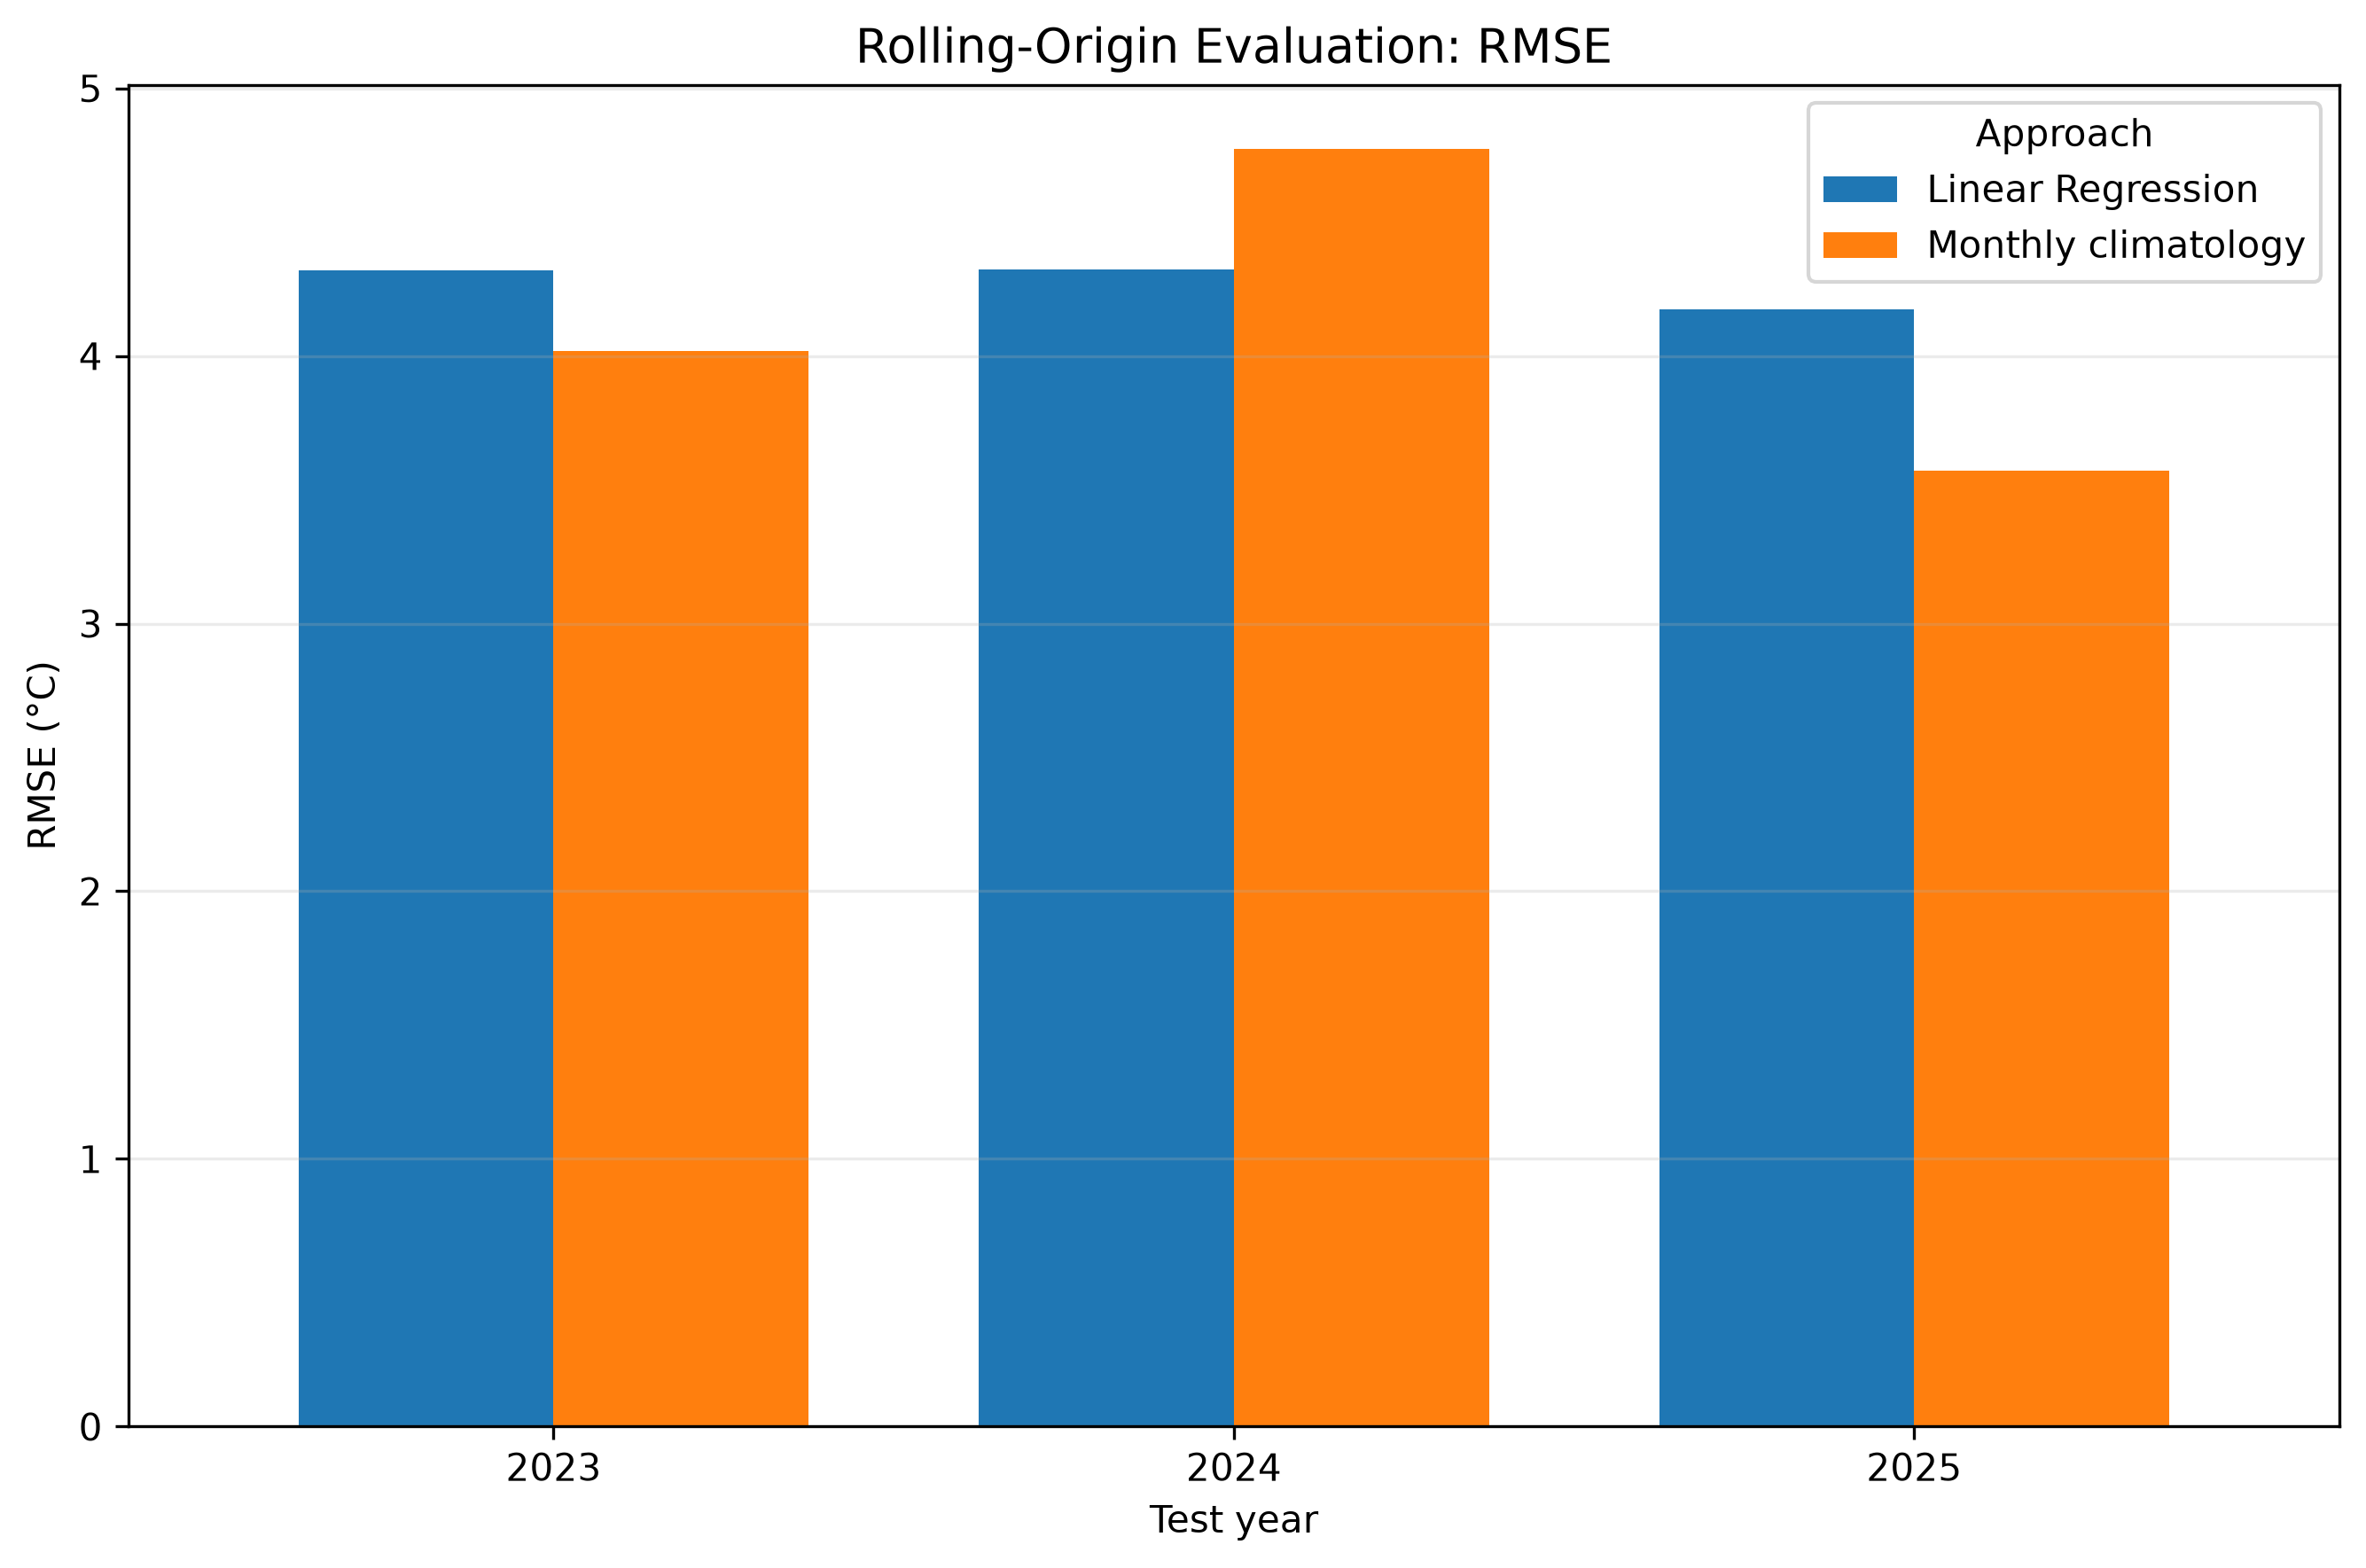 Rolling-Origin Evaluation: RMSE
Approach
Linear Regression
Monthly climatology
RMSE (°C)
5
4
3
2
1
0
2023
2024
2025
Test year